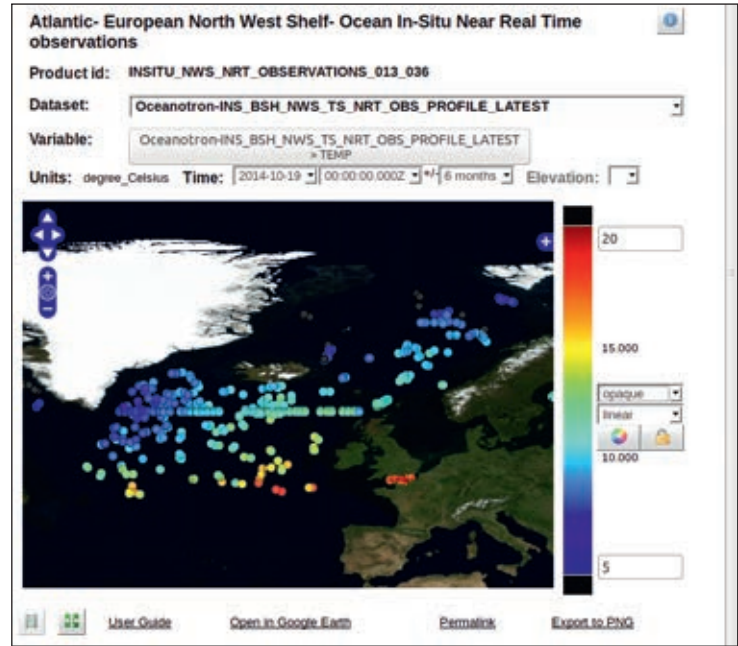 Atlantic- European North West Shelf- Ocean In-Situ Near Real Time
observations
Product id: INSITU_NWS_NRT_OBSERVATIONS_013_036
Dataset: Oceanotron-INS_BSH_NWS_TS_NRT_OBS_PROFILE_LATEST
Variable: Oceanotron-INS_BSH_NWS_TS_NRT_OBS_PROFILE_LATEST
> TEMP
Units: degree_Celsius Time: 2014-10-19 00:00:00.000Z +/- 6 months Elevation:
20
15.000
opaque
linear
10.000
5
User Guide Open in Google Earth Permalink Export to PNG